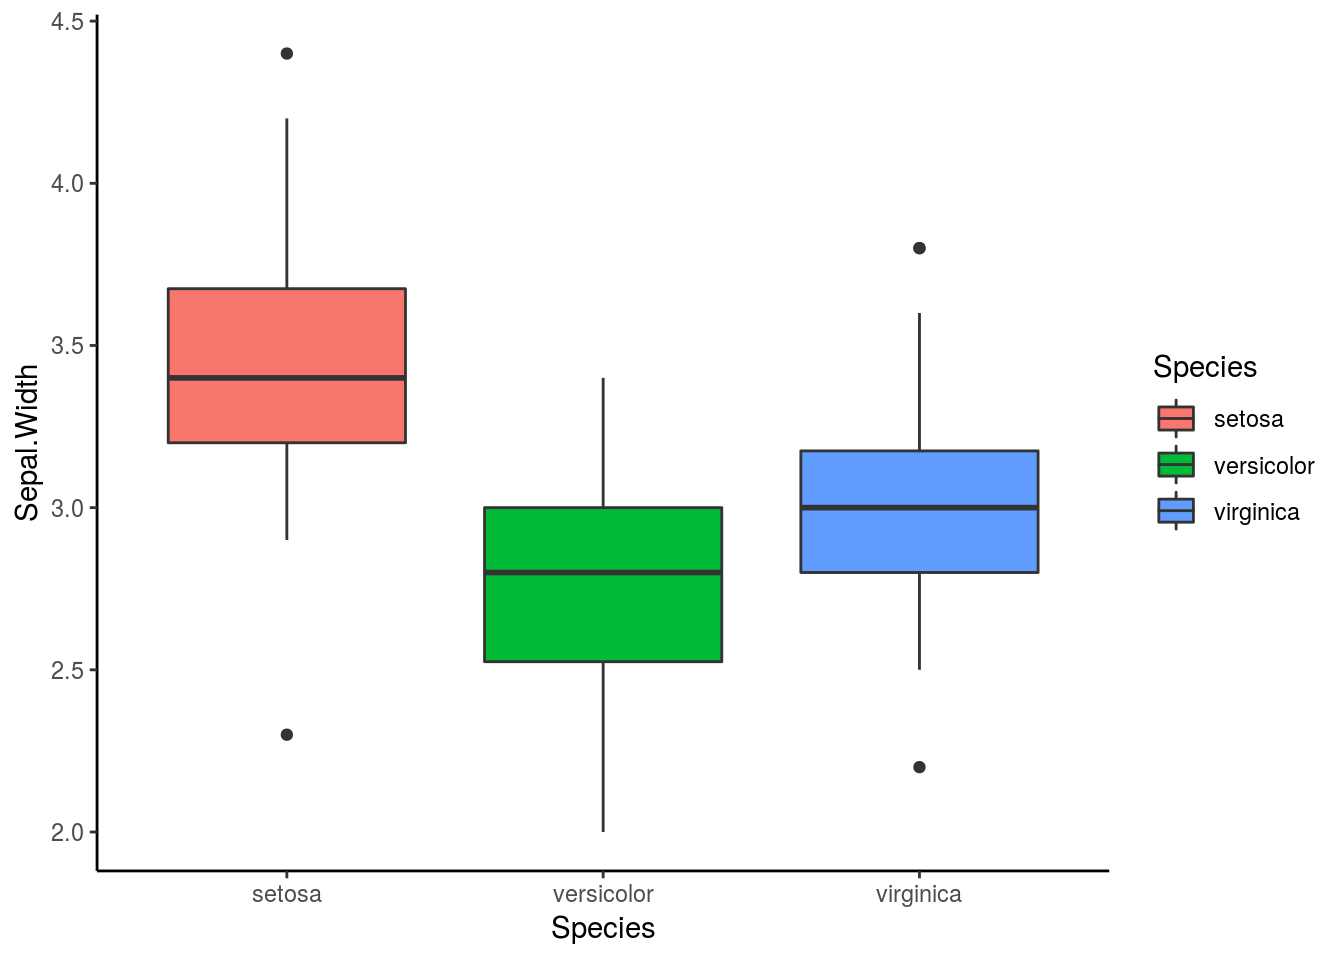 4.5
4.0
3.5
3.0
2.5
2.0
Sepal.Width
setosa
versicolor
virginica
Species
Species
setosa
versicolor
virginica